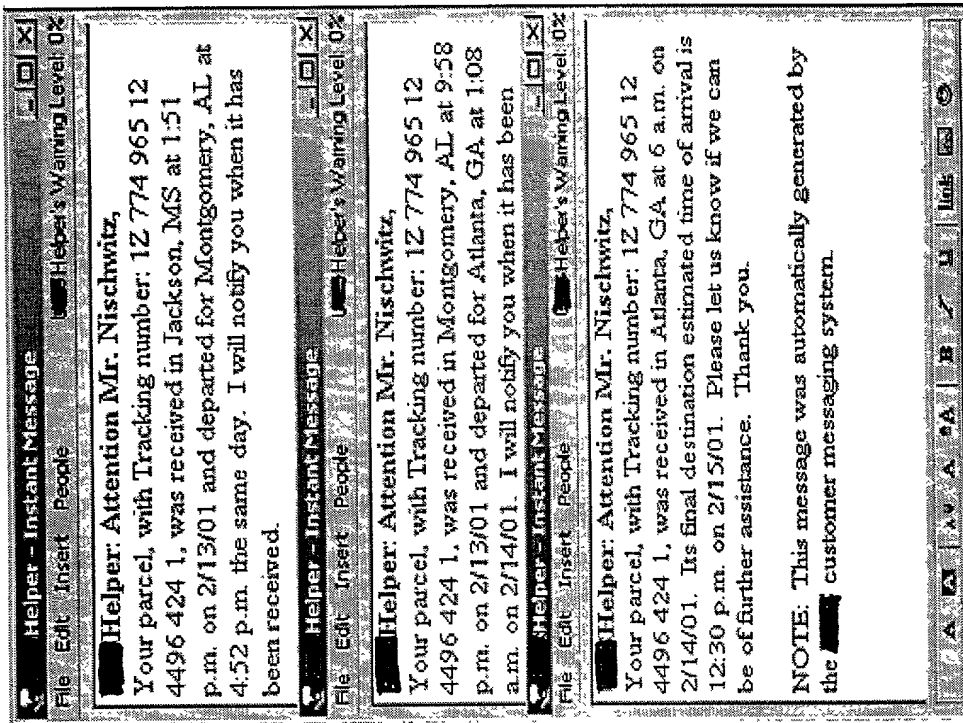 Helper - Instant Message
File Edit Insert People Helper's Warning Level: 0%
Helper: Attention Mr. Nischwitz,
Your parcel, with Tracking number: 1Z 774 965 12
4496 424 1, was received in Jackson, MS at 1:51
p.m. on 2/13/01 and departed for Montgomery, AL at
4:52 p.m. the same day. I will notify you when it has
been received.
Helper - Instant Message
File Edit Insert People Helper's Warning Level: 0%
Helper: Attention Mr. Nischwitz,
Your parcel, with Tracking number: 1Z 774 965 12
4496 424 1, was received in Montgomery, AL at 9:58
p.m. on 2/13/01 and departed for Atlanta, GA at 1:08
a.m. on 2/14/01. I will notify you when it has been
Helper - Instant Message
File Edit Insert People Helper's Warning Level: 0%
Helper: Attention Mr. Nischwitz,
Your parcel, with Tracking number: 1Z 774 965 12
4496 424 1, was received in Atlanta, GA at 6 a.m. on
2/14/01. Its final destination estimated time of arrival is
12:30 p.m. on 2/15/01. Please let us know if we can
be of further assistance. Thank you.
NOTE: This message was automatically generated by
the customer messaging system.
A A A A A B I U link